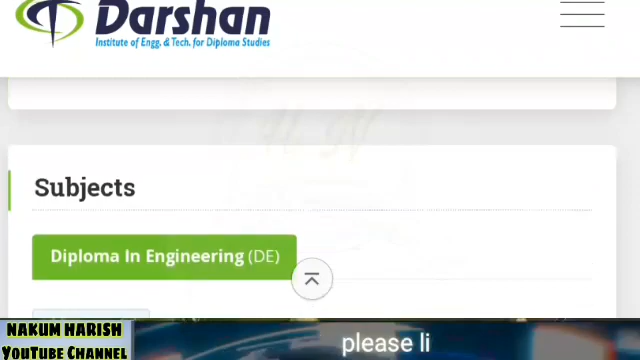 Darshan
Institute of Engg. & Tech. for Diploma Studies
Subjects
Diploma In Engineering (DE)
NAKUM HARISH
YOUTUBE CHANNEL
please li